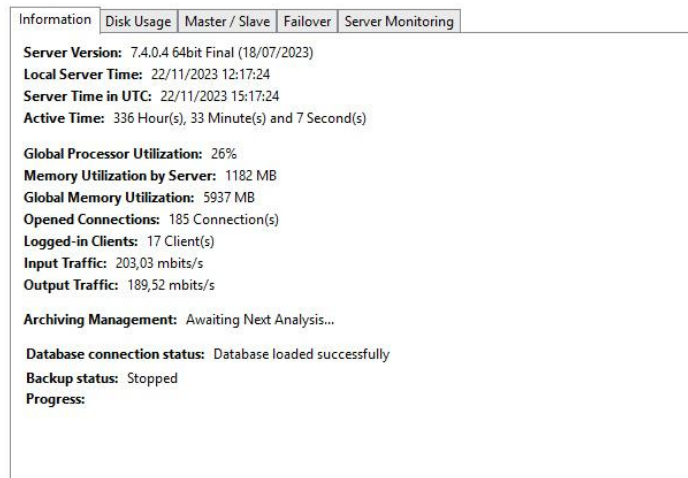 Information Disk Usage Master / Slave Failover Server Monitoring
Server Version: 7.4.0.4 64bit Final (18/07/2023)
Local Server Time: 22/11/2023 12:17:24
Server Time in UTC: 22/11/2023 15:17:24
Active Time: 336 Hour(s), 33 Minute(s) and 7 Second(s)
Global Processor Utilization: 26%
Memory Utilization by Server: 1182 MB
Global Memory Utilization: 5937 MB
Opened Connections: 185 Connection(s)
Logged-in Clients: 17 Client(s)
Input Traffic: 203,03 mbits/s
Output Traffic: 189,52 mbits/s
Archiving Management: Awaiting Next Analysis...
Database connection status: Database loaded successfully
Backup status: Stopped
Progress: